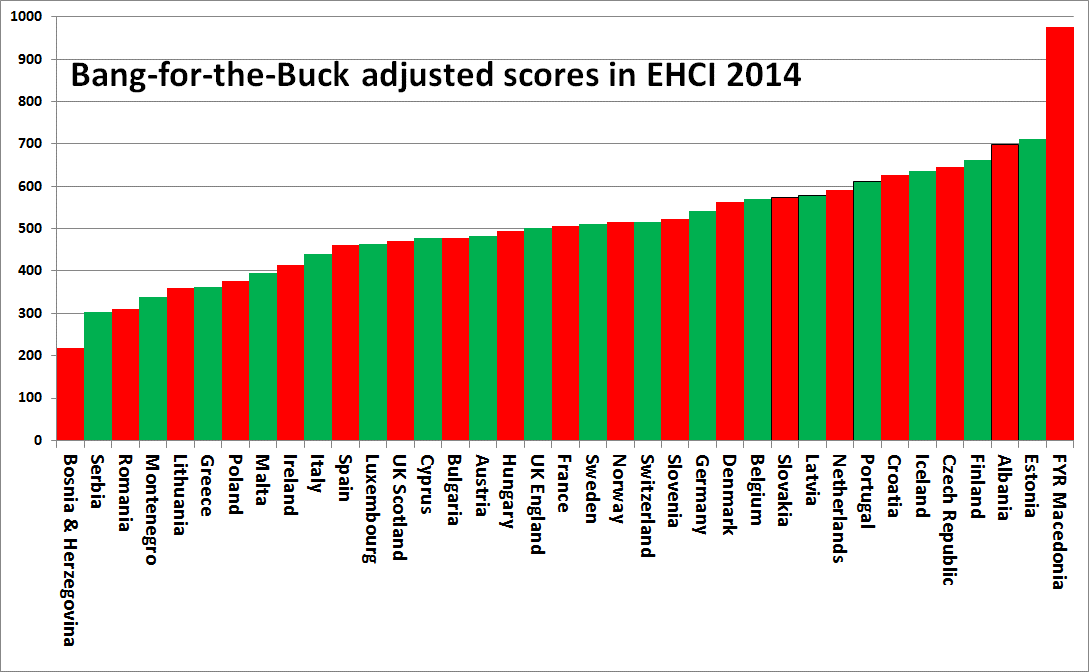 Bang-for-the-Buck adjusted scores in EHCI 2014
1000
900
800
700
600
500
400
300
200
100
0
Bosnia & Herzegovina
Serbia
Romania
Montenegro
Lithuania
Greece
Poland
Malta
Ireland
Italy
Spain
Luxembourg
UK Scotland
Cyprus
Bulgaria
Austria
Hungary
UK England
France
Sweden
Norway
Switzerland
Slovenia
Germany
Denmark
Belgium
Slovakia
Latvia
Netherlands
Portugal
Croatia
Iceland
Czech Republic
Finland
Albania
Estonia
FYR Macedonia